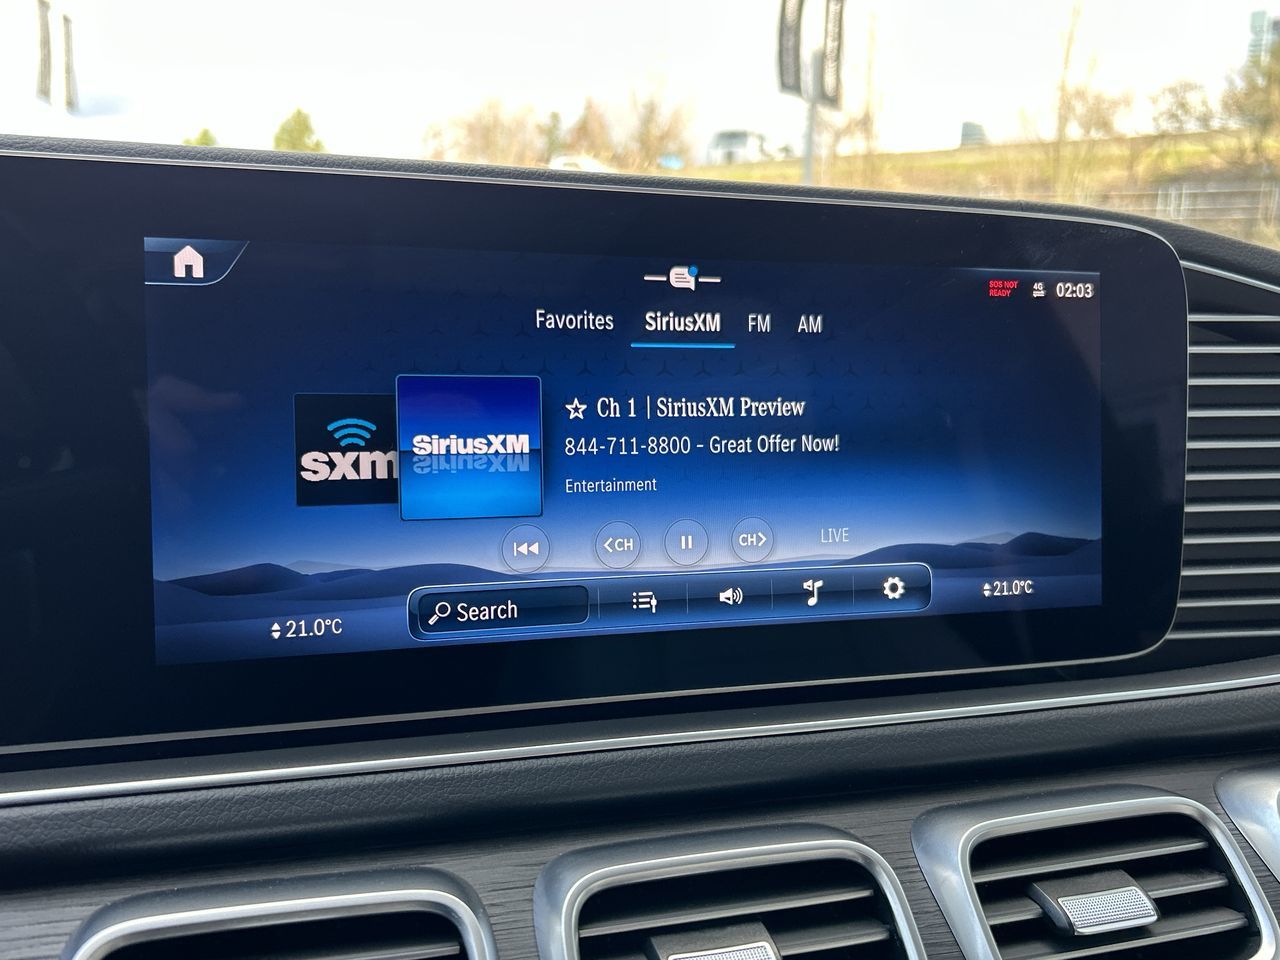 SOS NOT
READY
4G
02:03
Favorites
SiriusXM
FM
AM
sxm
SiriusXM
Ch 1 | SiriusXM Preview
844-711-8800 - Great Offer Now!
Entertainment
<CH
CH>
LIVE
21.0°C
Search
21.0°C